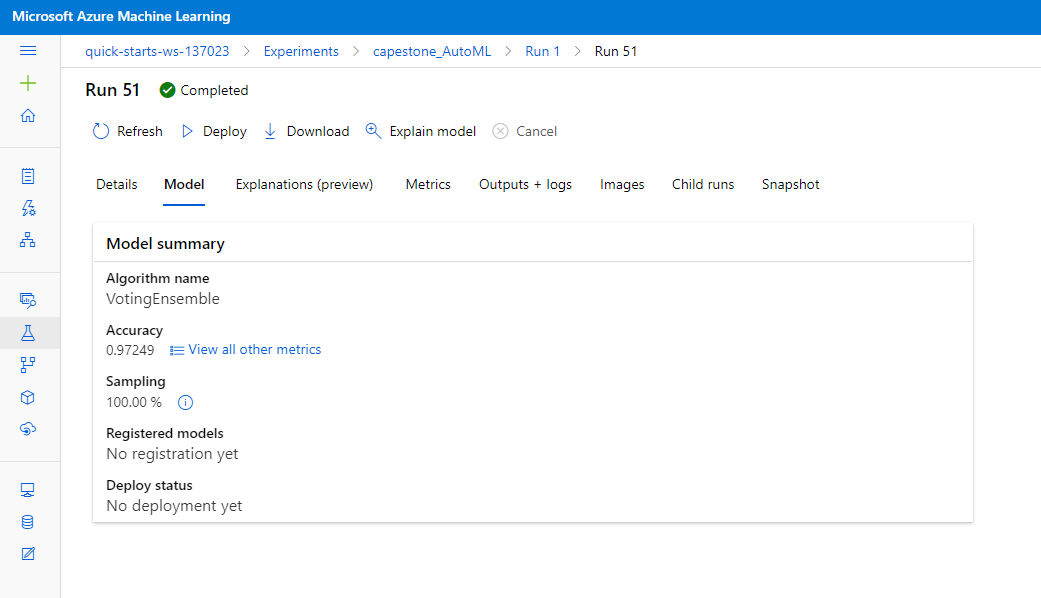 Microsoft Azure Machine Learning
quick-starts-ws-137023 > Experiments > capestone_AutoML > Run 1 > Run 51
Run 51 Completed
Refresh Deploy Download Explain model Cancel
Details Model Explanations (preview) Metrics Outputs + logs Images Child runs Snapshot
Model summary
Algorithm name
VotingEnsemble
Accuracy
0.97249 View all other metrics
Sampling
100.00 %
Registered models
No registration yet
Deploy status
No deployment yet